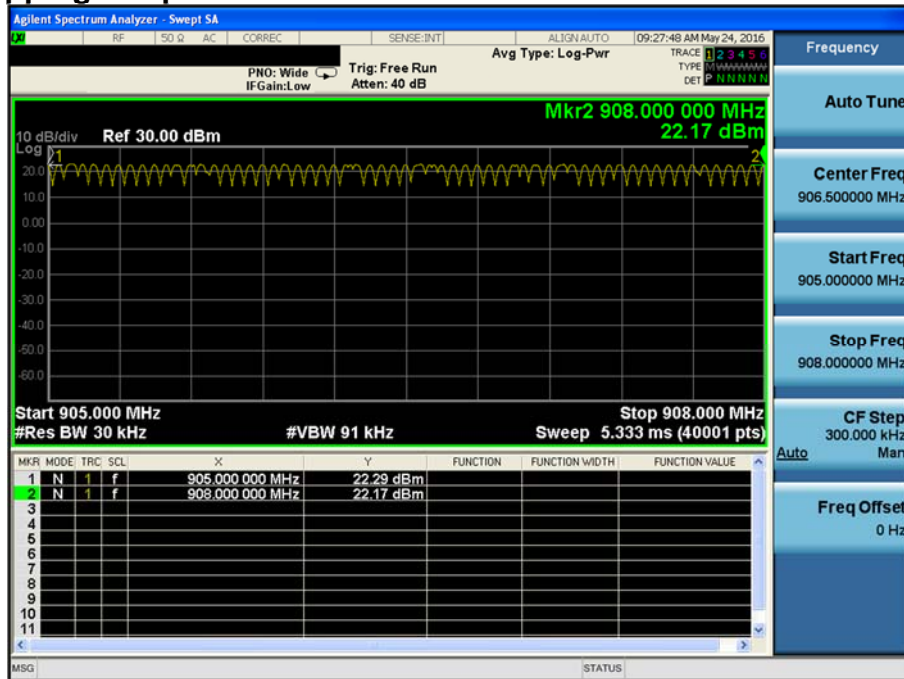 Agilent Spectrum Analyzer - Swept SA
LXI RF 50 Ω AC CORREC SENSE:INT ALIGN AUTO 09:27:48 AM May 24, 2016
Avg Type: Log-Pwr TRACE 1 2 3 4 5 6
PNO: Wide Trig: Free Run TYPE M WWWWW
IFGain:Low Atten: 40 dB DET P N N N N N
Mkr2 908.000 000 MHz
22.17 dBm
10 dB/div Ref 30.00 dBm
Log
1 2
20.0
10.0
0.00
-10.0
-20.0
-30.0
-40.0
-50.0
-60.0
Start 905.000 MHz Stop 908.000 MHz
#Res BW 30 kHz #VBW 91 kHz Sweep 5.333 ms (40001 pts)
MKR MODE TRC SCL X Y FUNCTION FUNCTION WIDTH FUNCTION VALUE
1 N 1 f 905.000 000 MHz 22.29 dBm
2 N 1 f 908.000 000 MHz 22.17 dBm
3
4
5
6
7
8
9
10
11
MSG STATUS
Frequency
Auto Tune
Center Freq
906.500000 MHz
Start Freq
905.000000 MHz
Stop Freq
908.000000 MHz
CF Step
300.000 kHz
Auto Man
Freq Offset
0 Hz